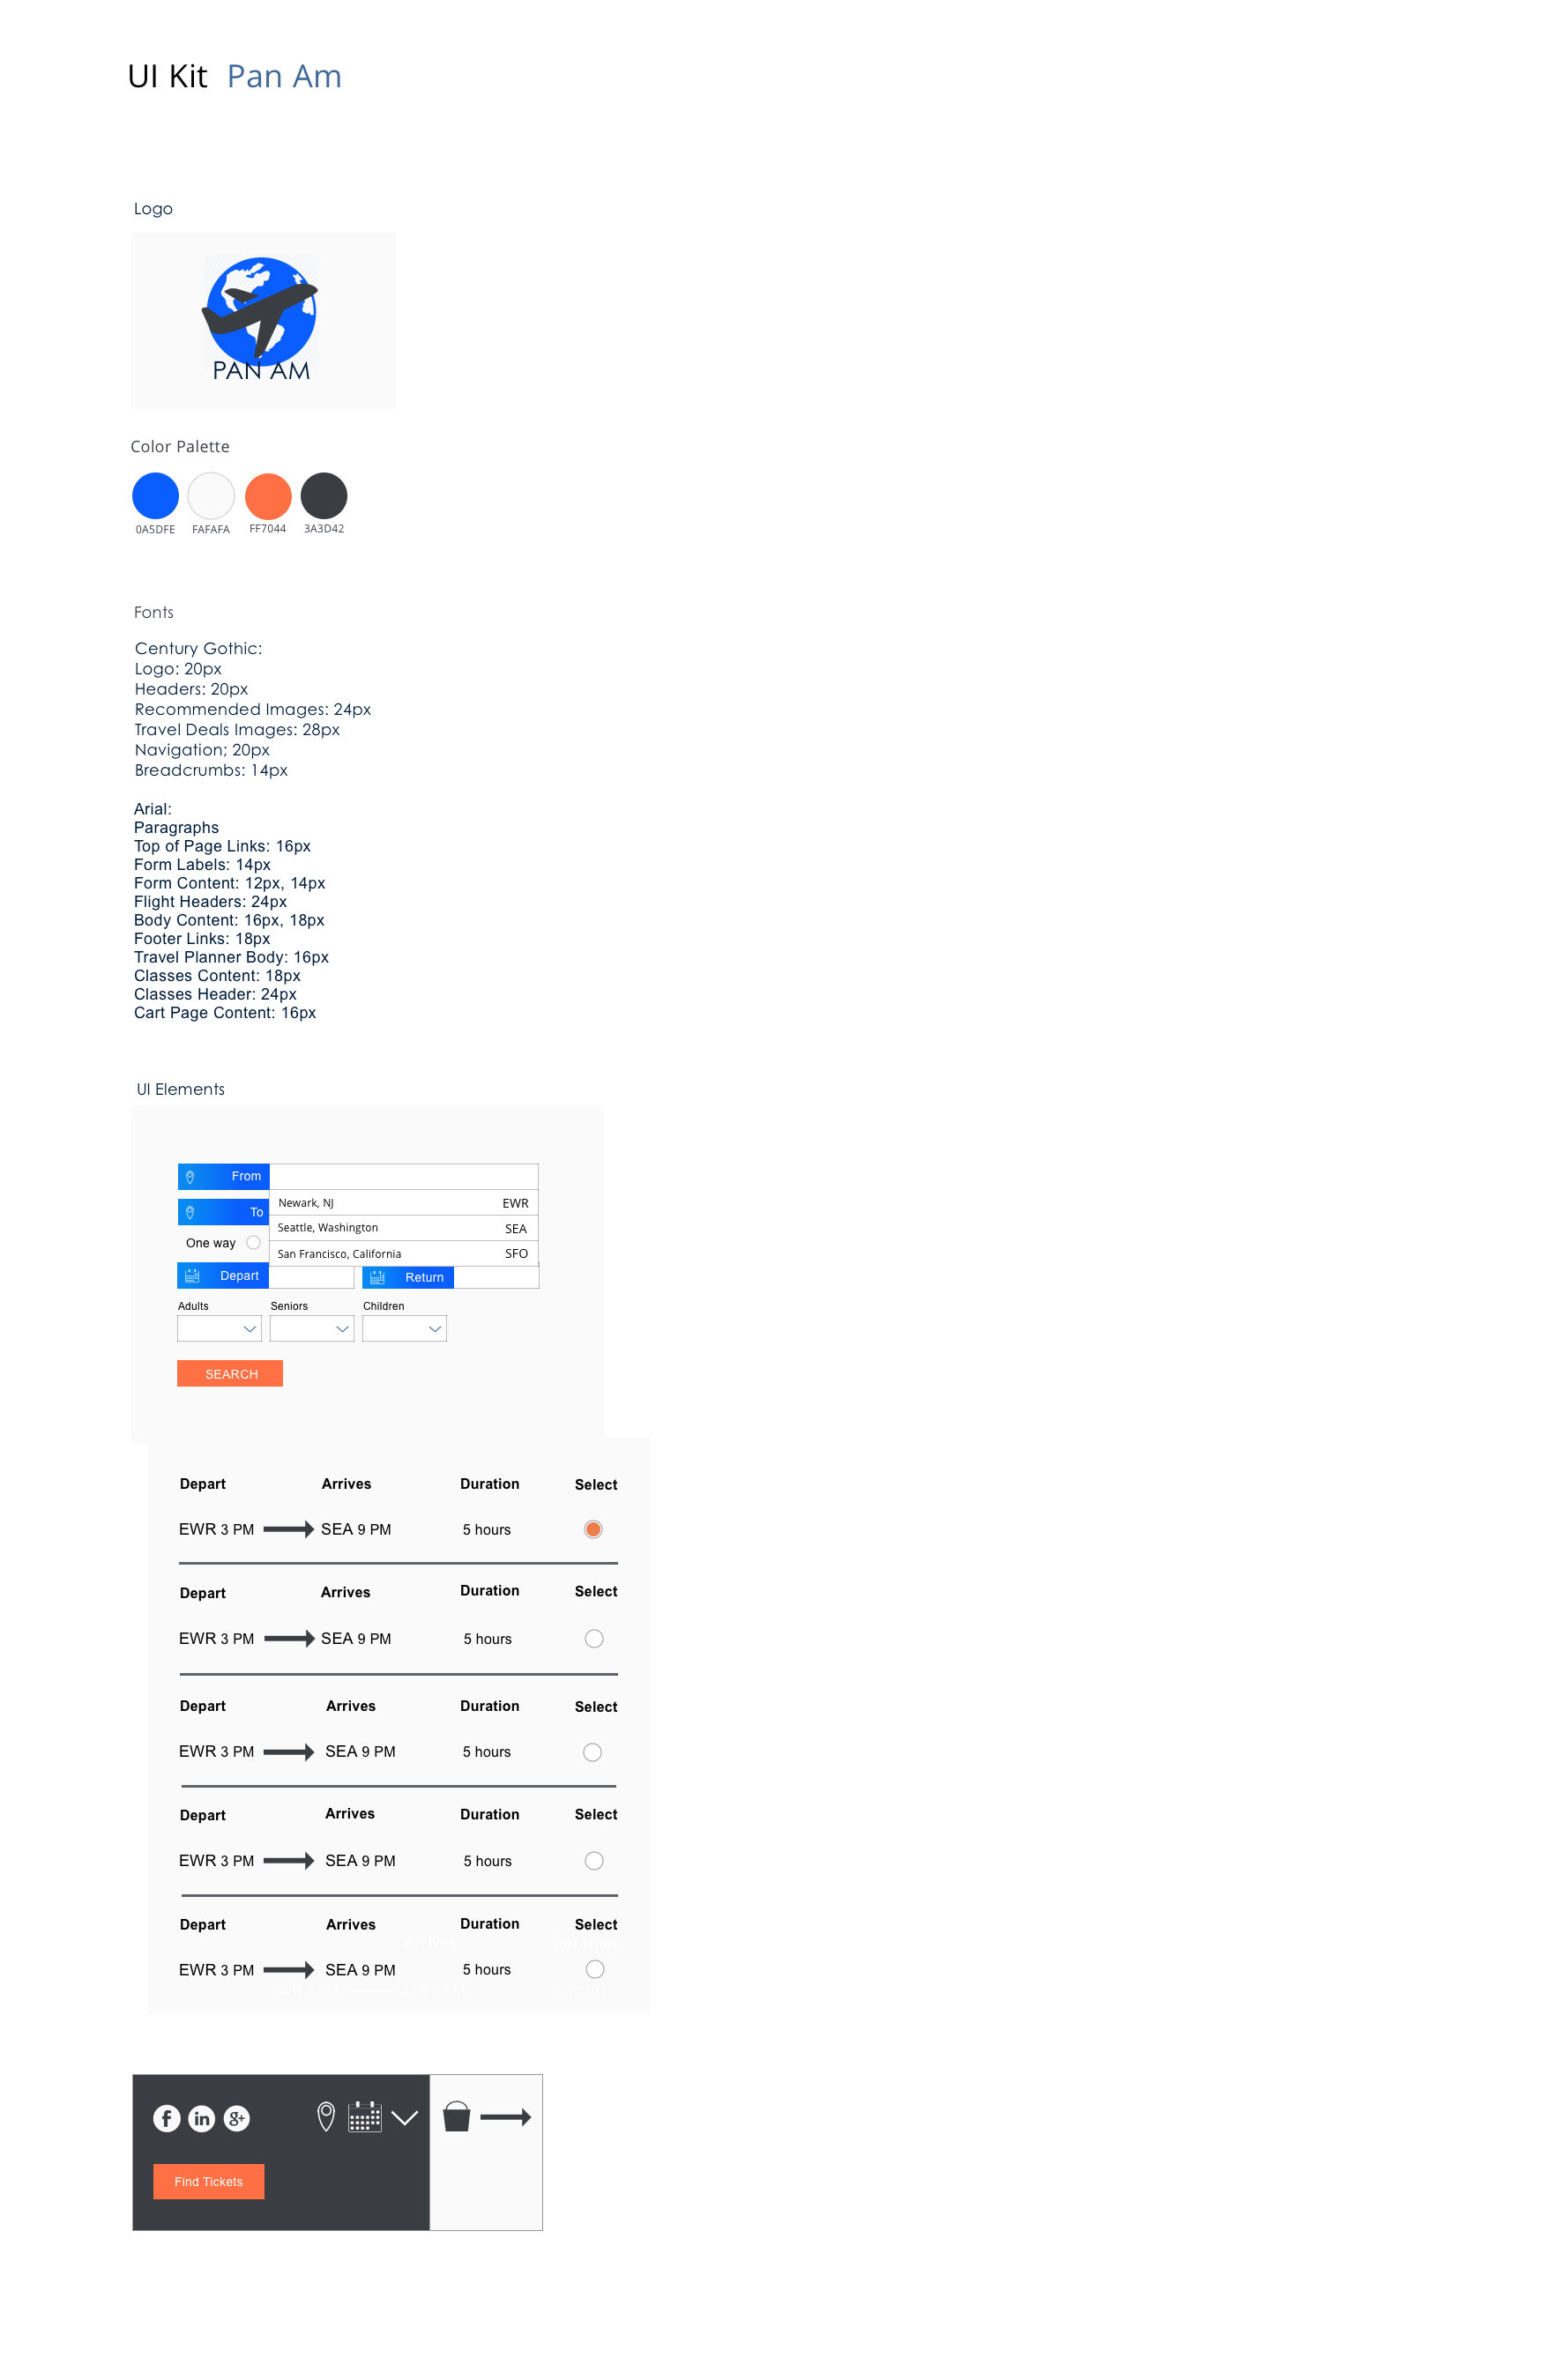 UI Kit Pan Am
Logo
PAN AM
Color Palette
0A5DFE FAFAFA FF7044 3A3D42
Fonts
Century Gothic:
Logo: 20px
Headers: 20px
Recommended Images: 24px
Travel Deals Images: 28px
Navigation; 20px
Breadcrumbs: 14px
Arial:
Paragraphs
Top of Page Links: 16px
Form Labels: 14px
Form Content: 12px, 14px
Flight Headers: 24px
Body Content: 16px, 18px
Footer Links: 18px
Travel Planner Body: 16px
Classes Content: 18px
Classes Header: 24px
Cart Page Content: 16px
UI Elements
From
Newark, NJ EWR
To
Seattle, Washington SEA
One way
San Francisco, California SFO
Depart Return
Adults Seniors Children
SEARCH
Depart Arrives Duration Select
EWR 3 PM SEA 9 PM 5 hours
Depart Arrives Duration Select
EWR 3 PM SEA 9 PM 5 hours
Depart Arrives Duration Select
EWR 3 PM SEA 9 PM 5 hours
Depart Arrives Duration Select
EWR 3 PM SEA 9 PM 5 hours
Depart Arrives Duration Select
Arrives Duration
EWR 3 PM SEA 9 PM 5 hours
f in g+
Find Tickets